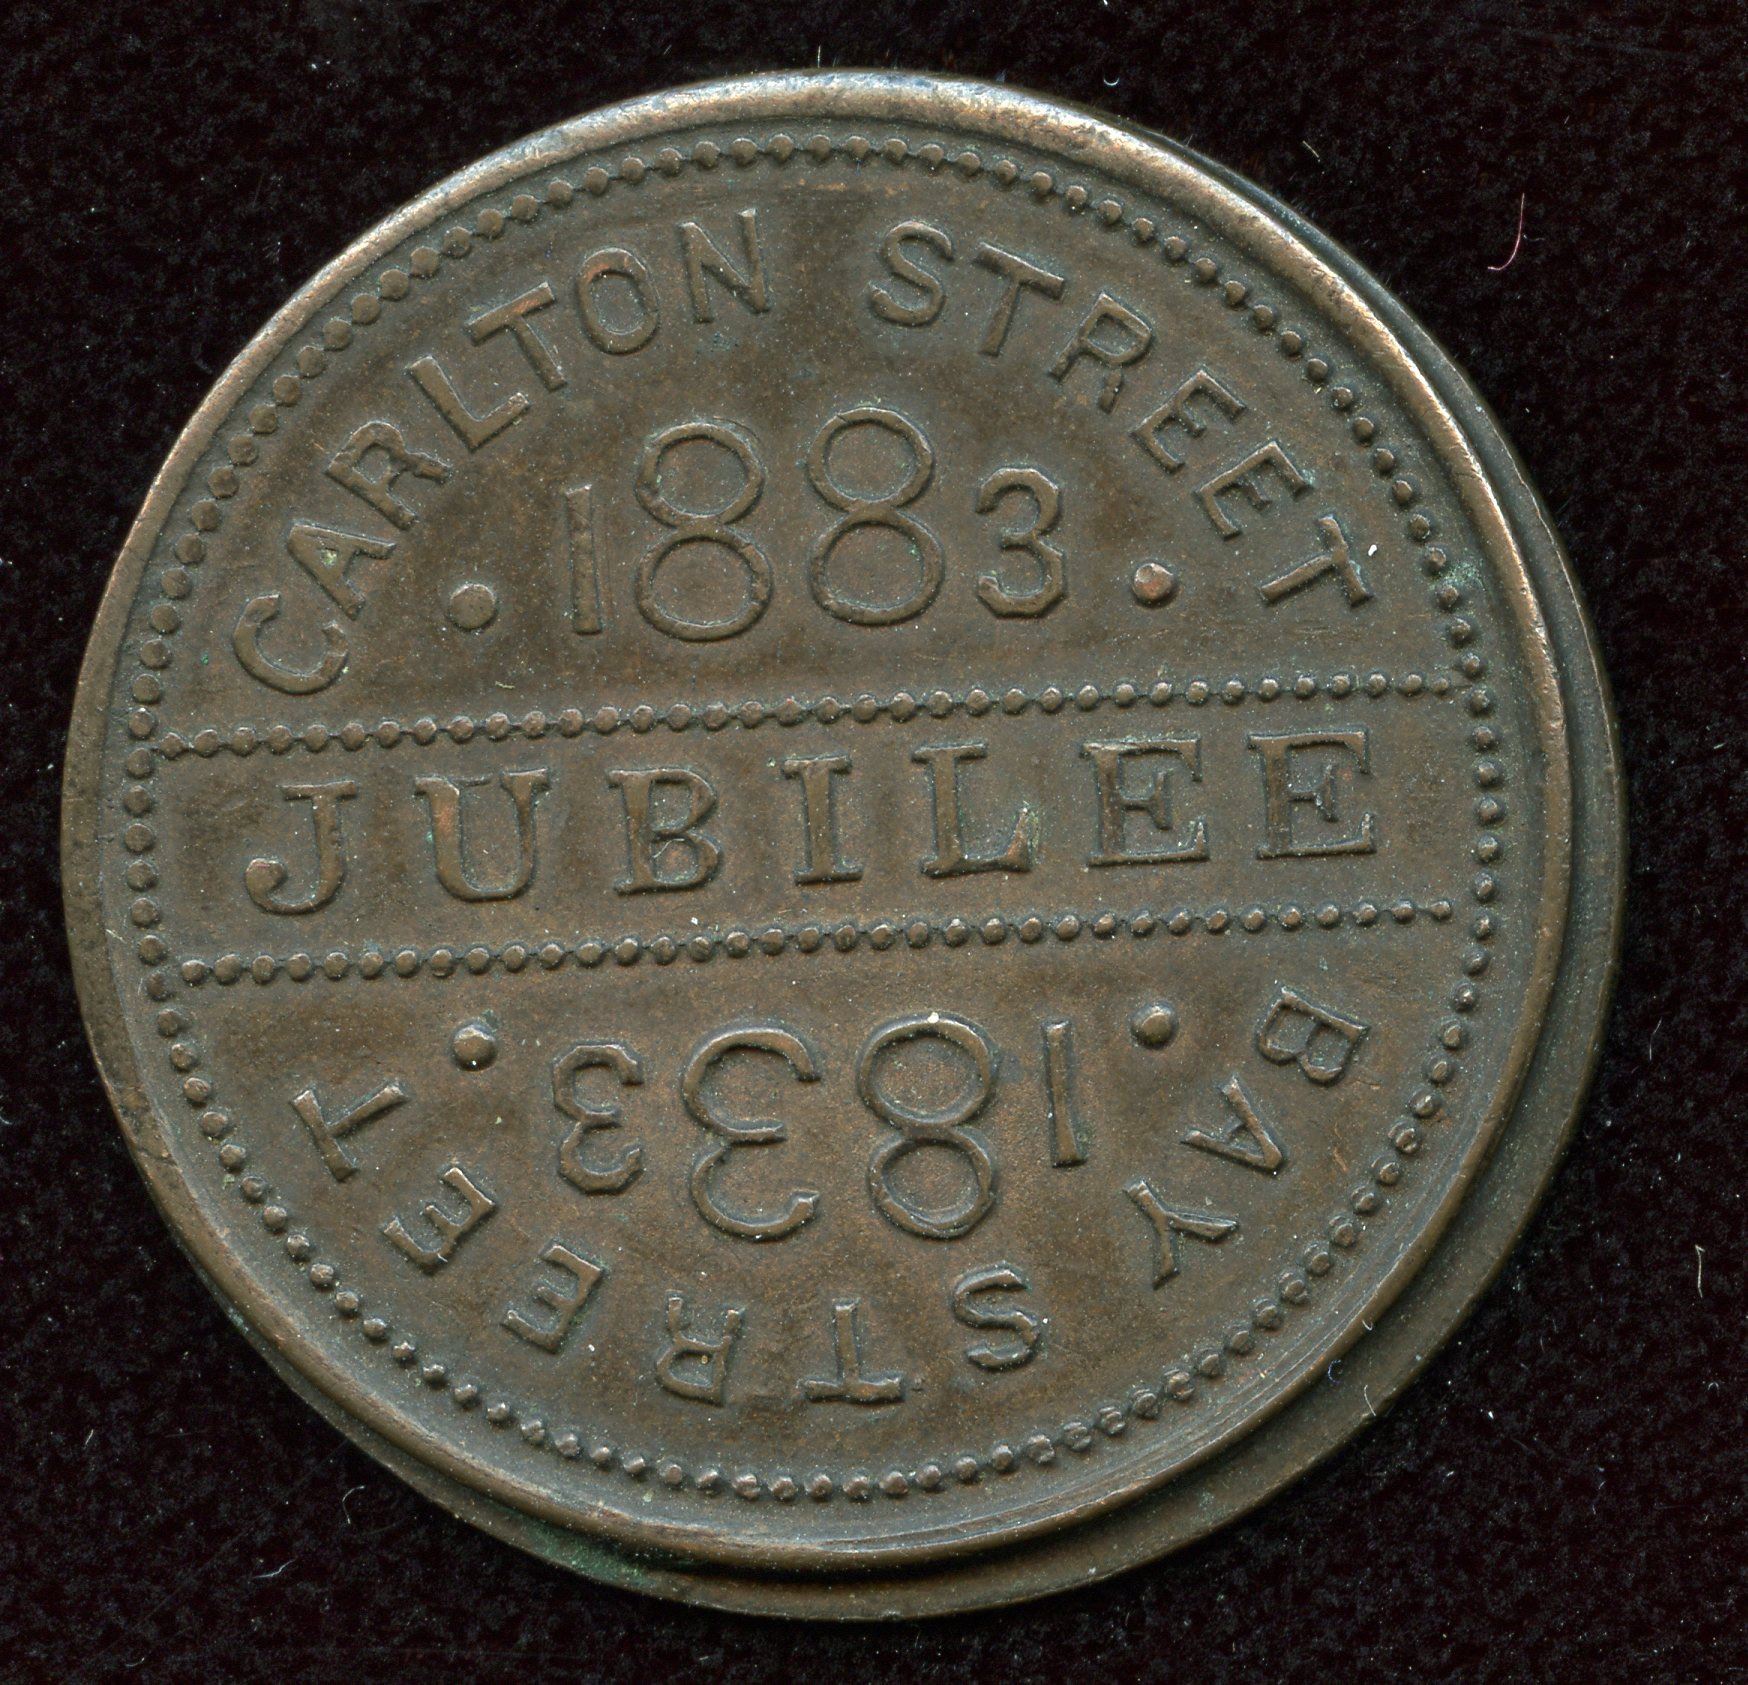 CARLTON STREET
· 1883 ·
JUBILEE
· 1833 ·
BAY STREET